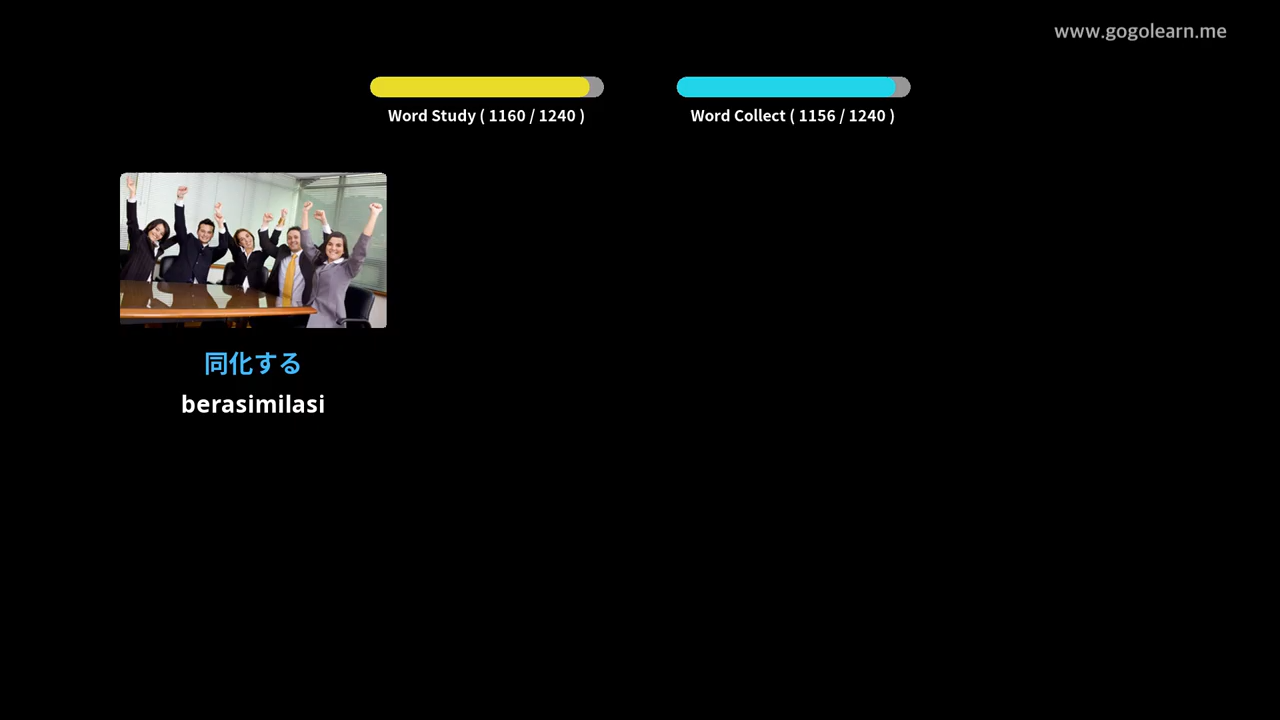 www.gogolearn.me
Word Study ( 1160 / 1240 )
Word Collect ( 1156 / 1240 )
同化する
berasimilasi